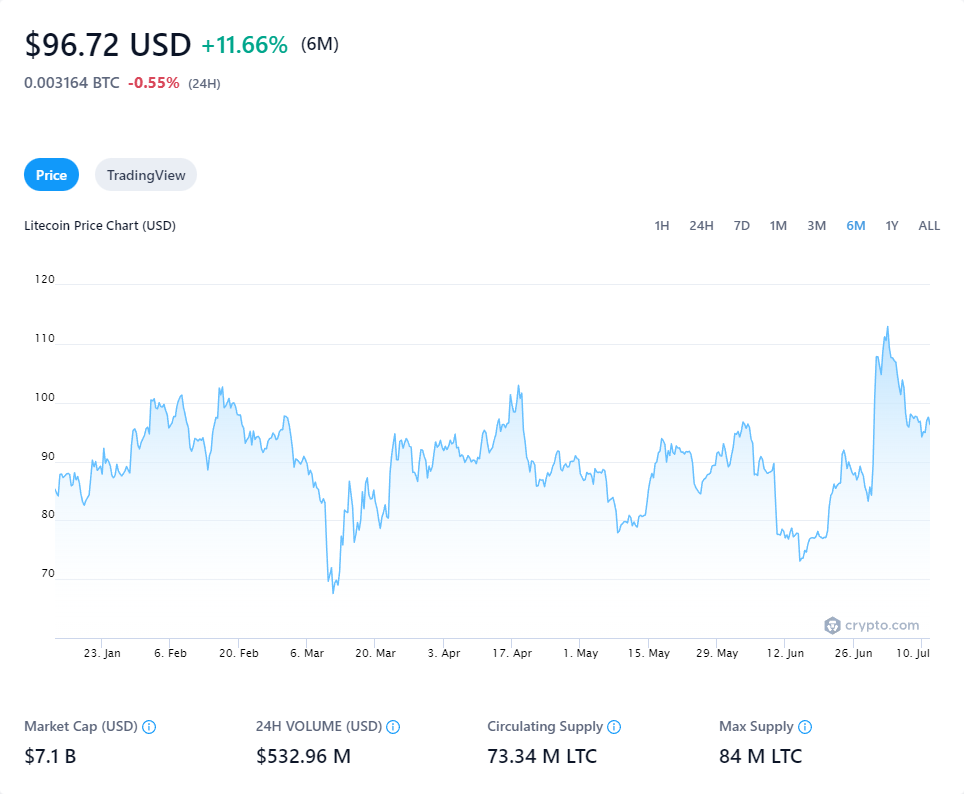 $96.72 USD +11.66% (6M)
0.003164 BTC -0.55% (24H)
Price TradingView
Litecoin Price Chart (USD) 1H 24H 7D 1M 3M 6M 1Y ALL
120
110
100
90
80
70
crypto.com
23. Jan 6. Feb 20. Feb 6. Mar 20. Mar 3. Apr 17. Apr 1. May 15. May 29. May 12. Jun 26. Jun 10. Jul
Market Cap (USD) 24H VOLUME (USD) Circulating Supply Max Supply
$7.1 B $532.96 M 73.34 M LTC 84 M LTC